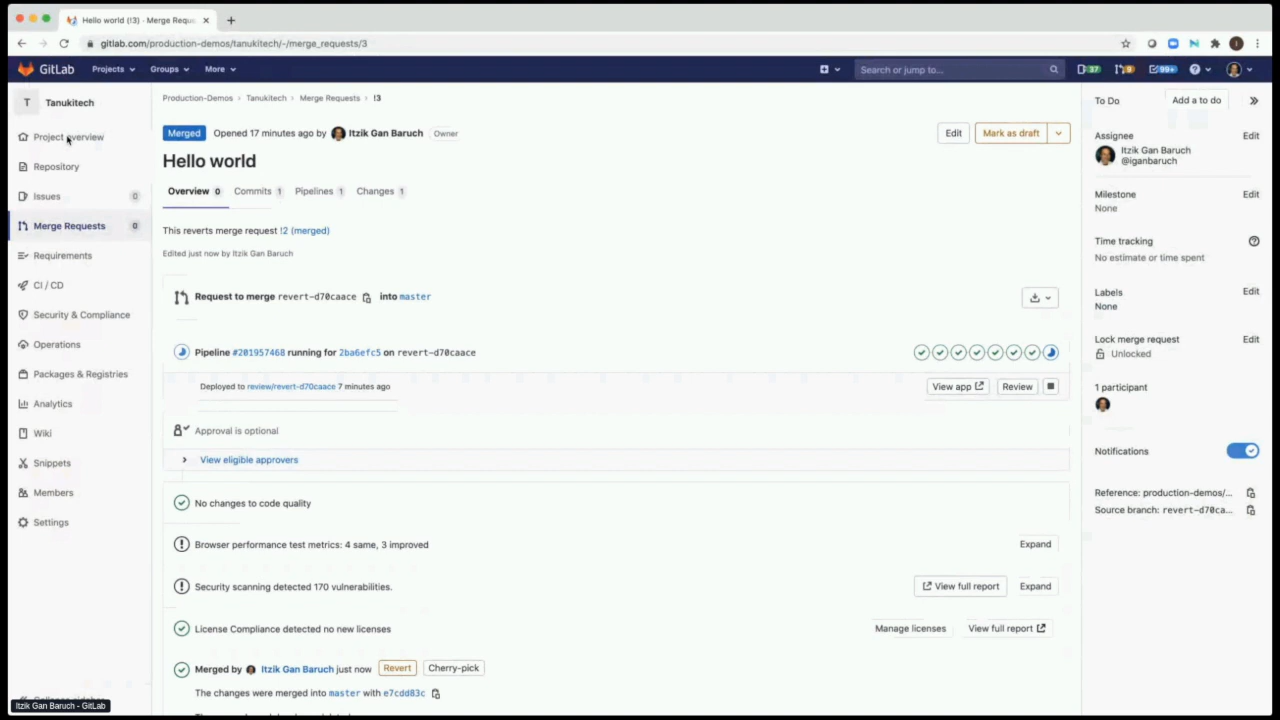 Hello world (!3) · Merge Reque
gitlab.com/production-demos/tanukitech/-/merge_requests/3
GitLab Projects Groups More Search or jump to... 37 9 99+
T Tanukitech
Project overview
Repository
Issues 0
Merge Requests 0
Requirements
CI / CD
Security & Compliance
Operations
Packages & Registries
Analytics
Wiki
Snippets
Members
Settings
Itzik Gan Baruch - GitLab
Production-Demos › Tanukitech › Merge Requests › !3
Merged Opened 17 minutes ago by Itzik Gan Baruch Owner Edit Mark as draft
Hello world
Overview 0 Commits 1 Pipelines 1 Changes 1
This reverts merge request !2 (merged)
Edited just now by Itzik Gan Baruch
Request to merge revert-d70caace into master
Pipeline #201957468 running for 2ba6efc5 on revert-d70caace
Deployed to review/revert-d70caace 7 minutes ago View app Review
Approval is optional
View eligible approvers
No changes to code quality
Browser performance test metrics: 4 same, 3 improved Expand
Security scanning detected 170 vulnerabilities. View full report Expand
License Compliance detected no new licenses Manage licenses View full report
Merged by Itzik Gan Baruch just now Revert Cherry-pick
The changes were merged into master with e7cdd83c
To Do Add a to do
Assignee Edit
Itzik Gan Baruch
@iganbaruch
Milestone Edit
None
Time tracking
No estimate or time spent
Labels Edit
None
Lock merge request Edit
Unlocked
1 participant
Notifications
Reference: production-demos/...
Source branch: revert-d70ca...